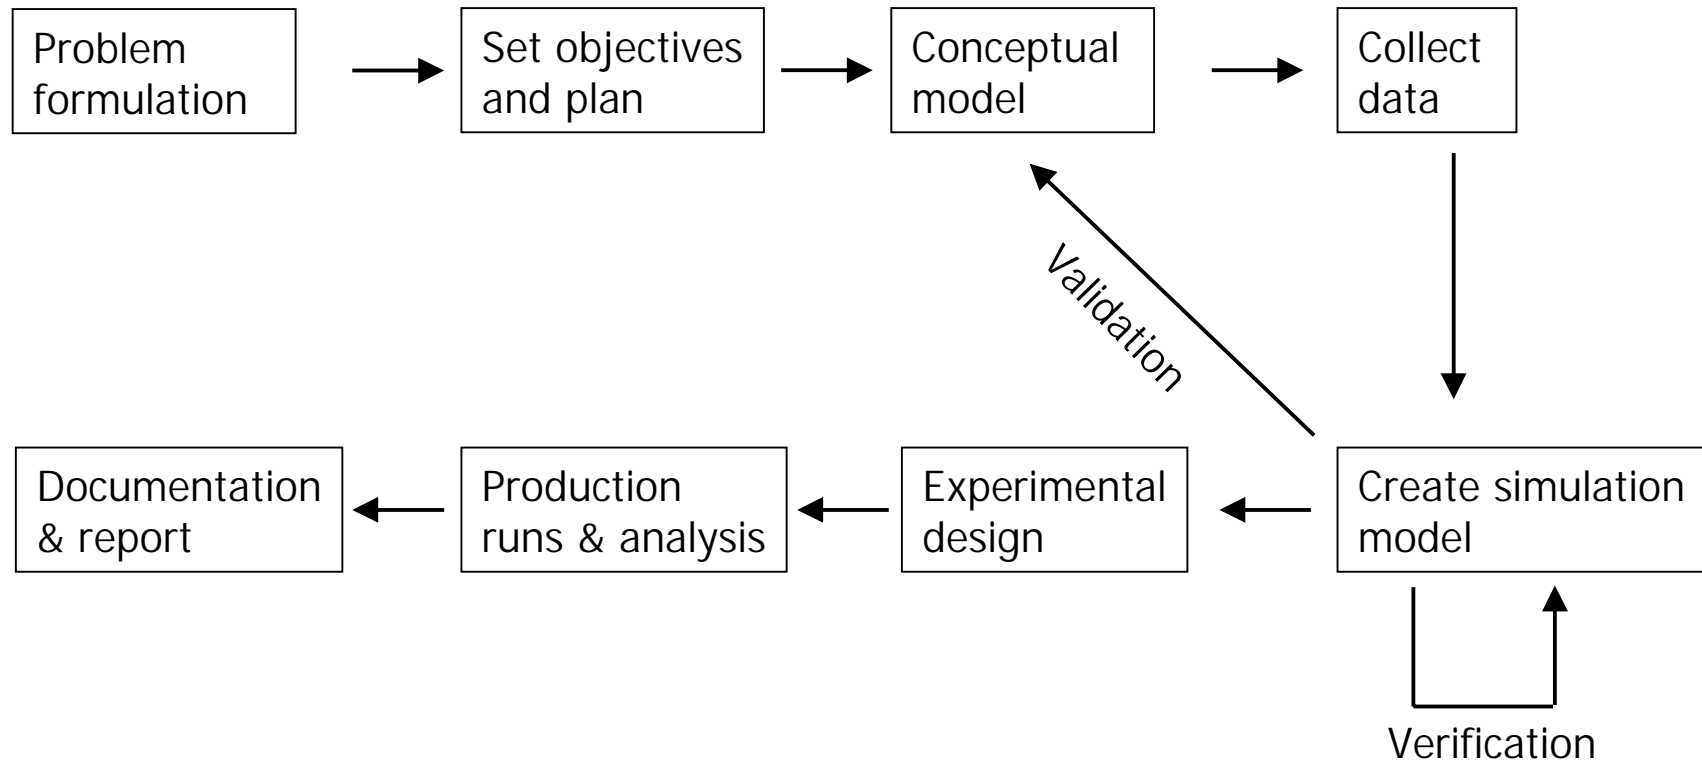 Problem
formulation
Set objectives
and plan
Conceptual
model
Collect
data
Validation
Documentation
& report
Production
runs & analysis
Experimental
design
Create simulation
model
Verification